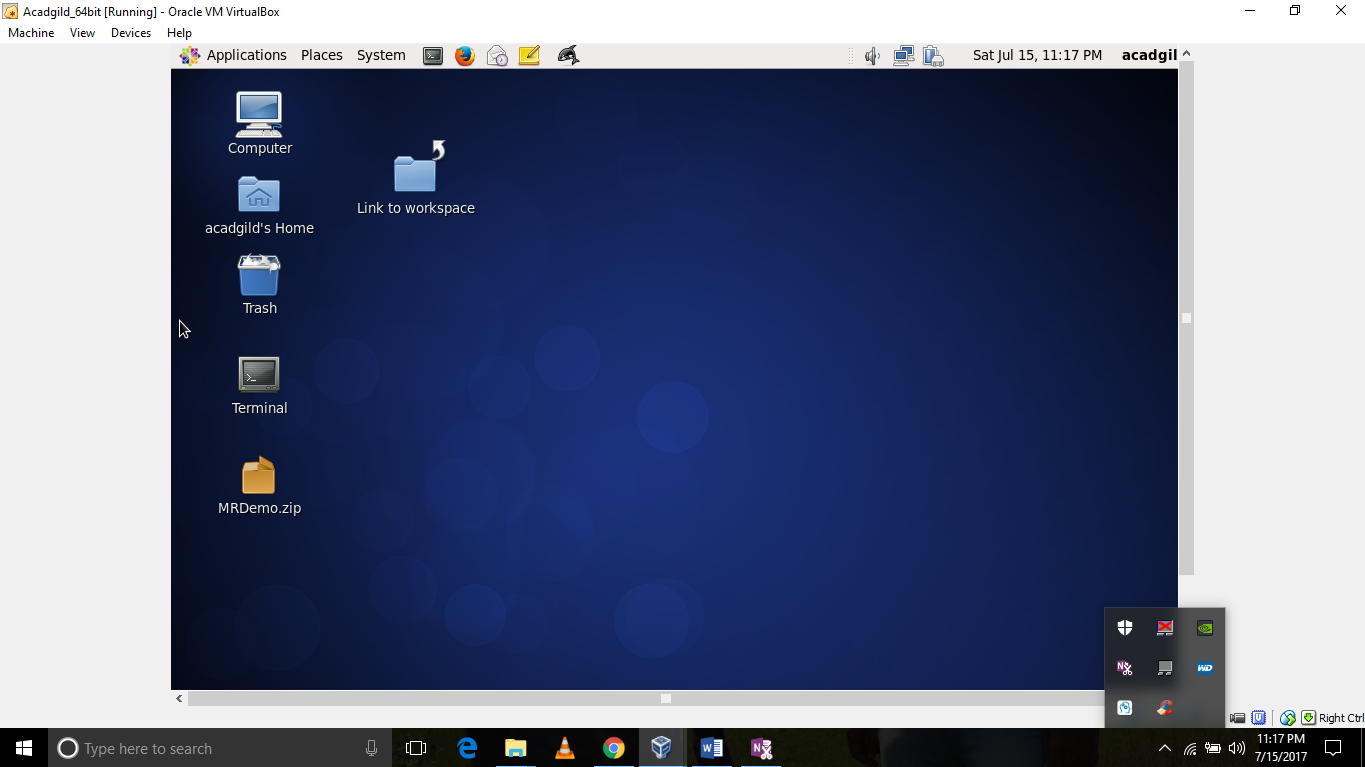 Acadgild_64bit [Running] - Oracle VM VirtualBox
Machine View Devices Help
Applications Places System Sat Jul 15, 11:17 PM acadgil
Computer
Link to workspace
acadgild's Home
Trash
Terminal
MRDemo.zip
WD
Right Ctrl
Type here to search
11:17 PM
7/15/2017